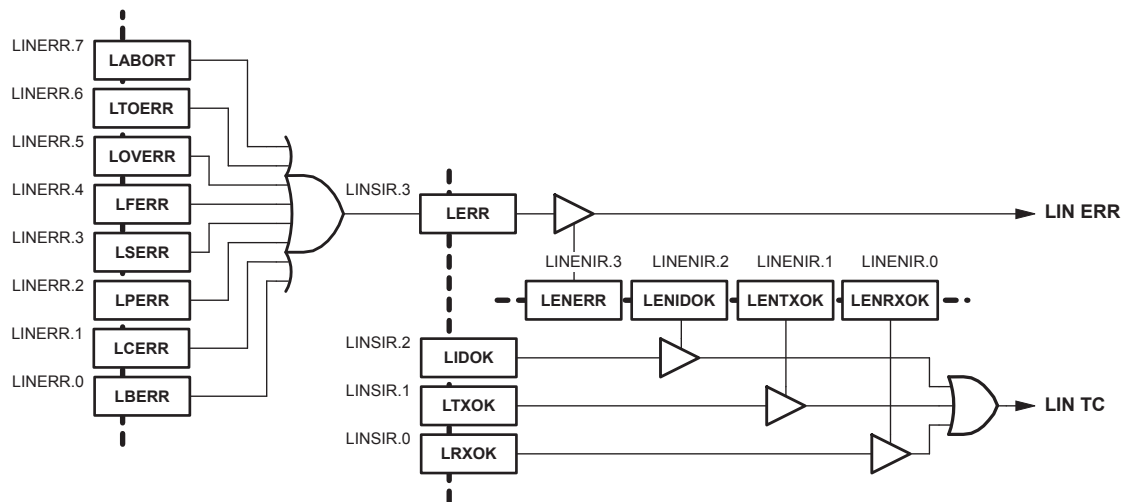 LINERR.7
LABORT
LINERR.6
LTOERR
LINERR.5
LOVERR
LINERR.4
LFERR
LINERR.3
LSERR
LINERR.2
LPERR
LINERR.1
LCERR
LINERR.0
LBERR
LINSIR.3
LERR
LIN ERR
LINENIR.3
LINENIR.2
LINENIR.1
LINENIR.0
LENERR
LENIDOK
LENTXOK
LENRXOK
LINSIR.2
LIDOK
LINSIR.1
LTXOK
LIN TC
LINSIR.0
LRXOK